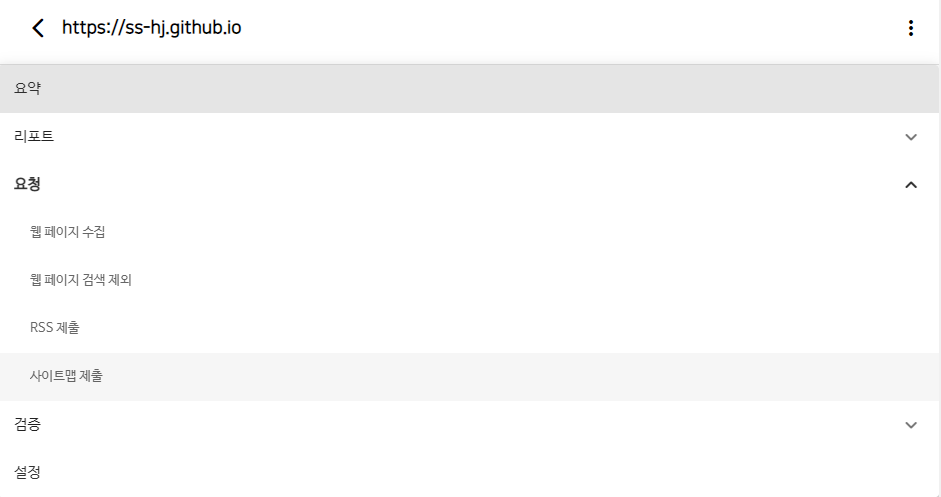 https://ss-hj.github.io
요약
리포트
요청
웹 페이지 수집
웹 페이지 검색 제외
RSS 제출
사이트맵 제출
검증
설정